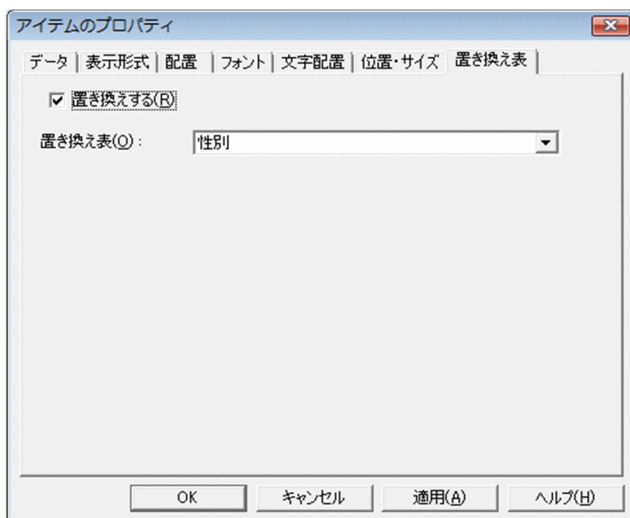 アイテムのプロパティ
データ 表示形式 配置 フォント 文字配置 位置・サイズ 置き換え表
置き換えする(R)
置き換え表(O) : 性別
OK キャンセル 適用(A) ヘルプ(H)